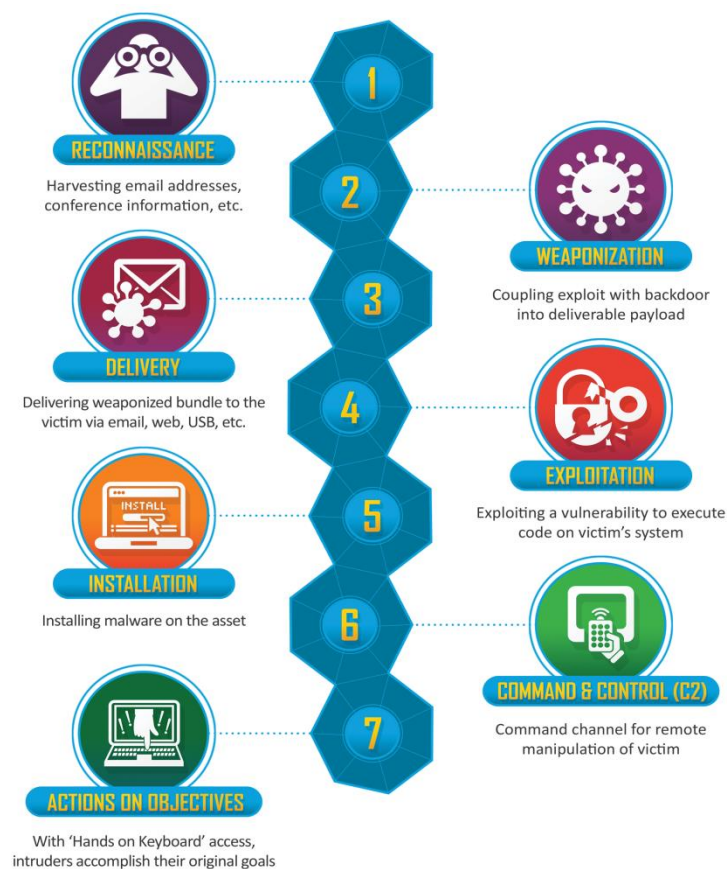 1
RECONNAISSANCE
Harvesting email addresses,
conference information, etc.
2
WEAPONIZATION
Coupling exploit with backdoor
into deliverable payload
3
DELIVERY
Delivering weaponized bundle to the
victim via email, web, USB, etc.
4
EXPLOITATION
Exploiting a vulnerability to execute
code on victim's system
5
INSTALL
INSTALLATION
Installing malware on the asset
6
COMMAND & CONTROL (C2)
Command channel for remote
manipulation of victim
7
! ! ! !
ACTIONS ON OBJECTIVES
With ‘Hands on Keyboard’ access,
intruders accomplish their original goals